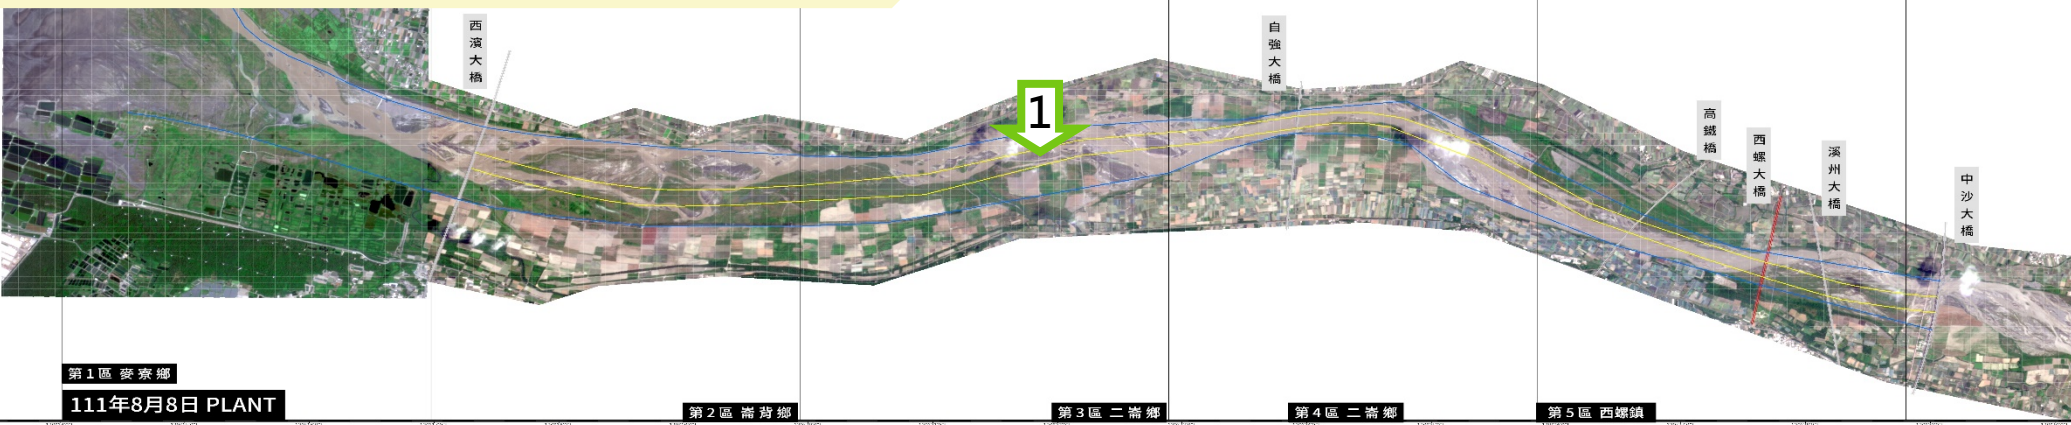 西濱大橋
1
自強大橋
高鐵橋
西螺大橋
溪州大橋
中沙大橋
第1區 麥寮鄉
111年8月8日 PLANT
第2區 崙背鄉
第3區 二崙鄉
第4區 二崙鄉
第5區 西螺鎮